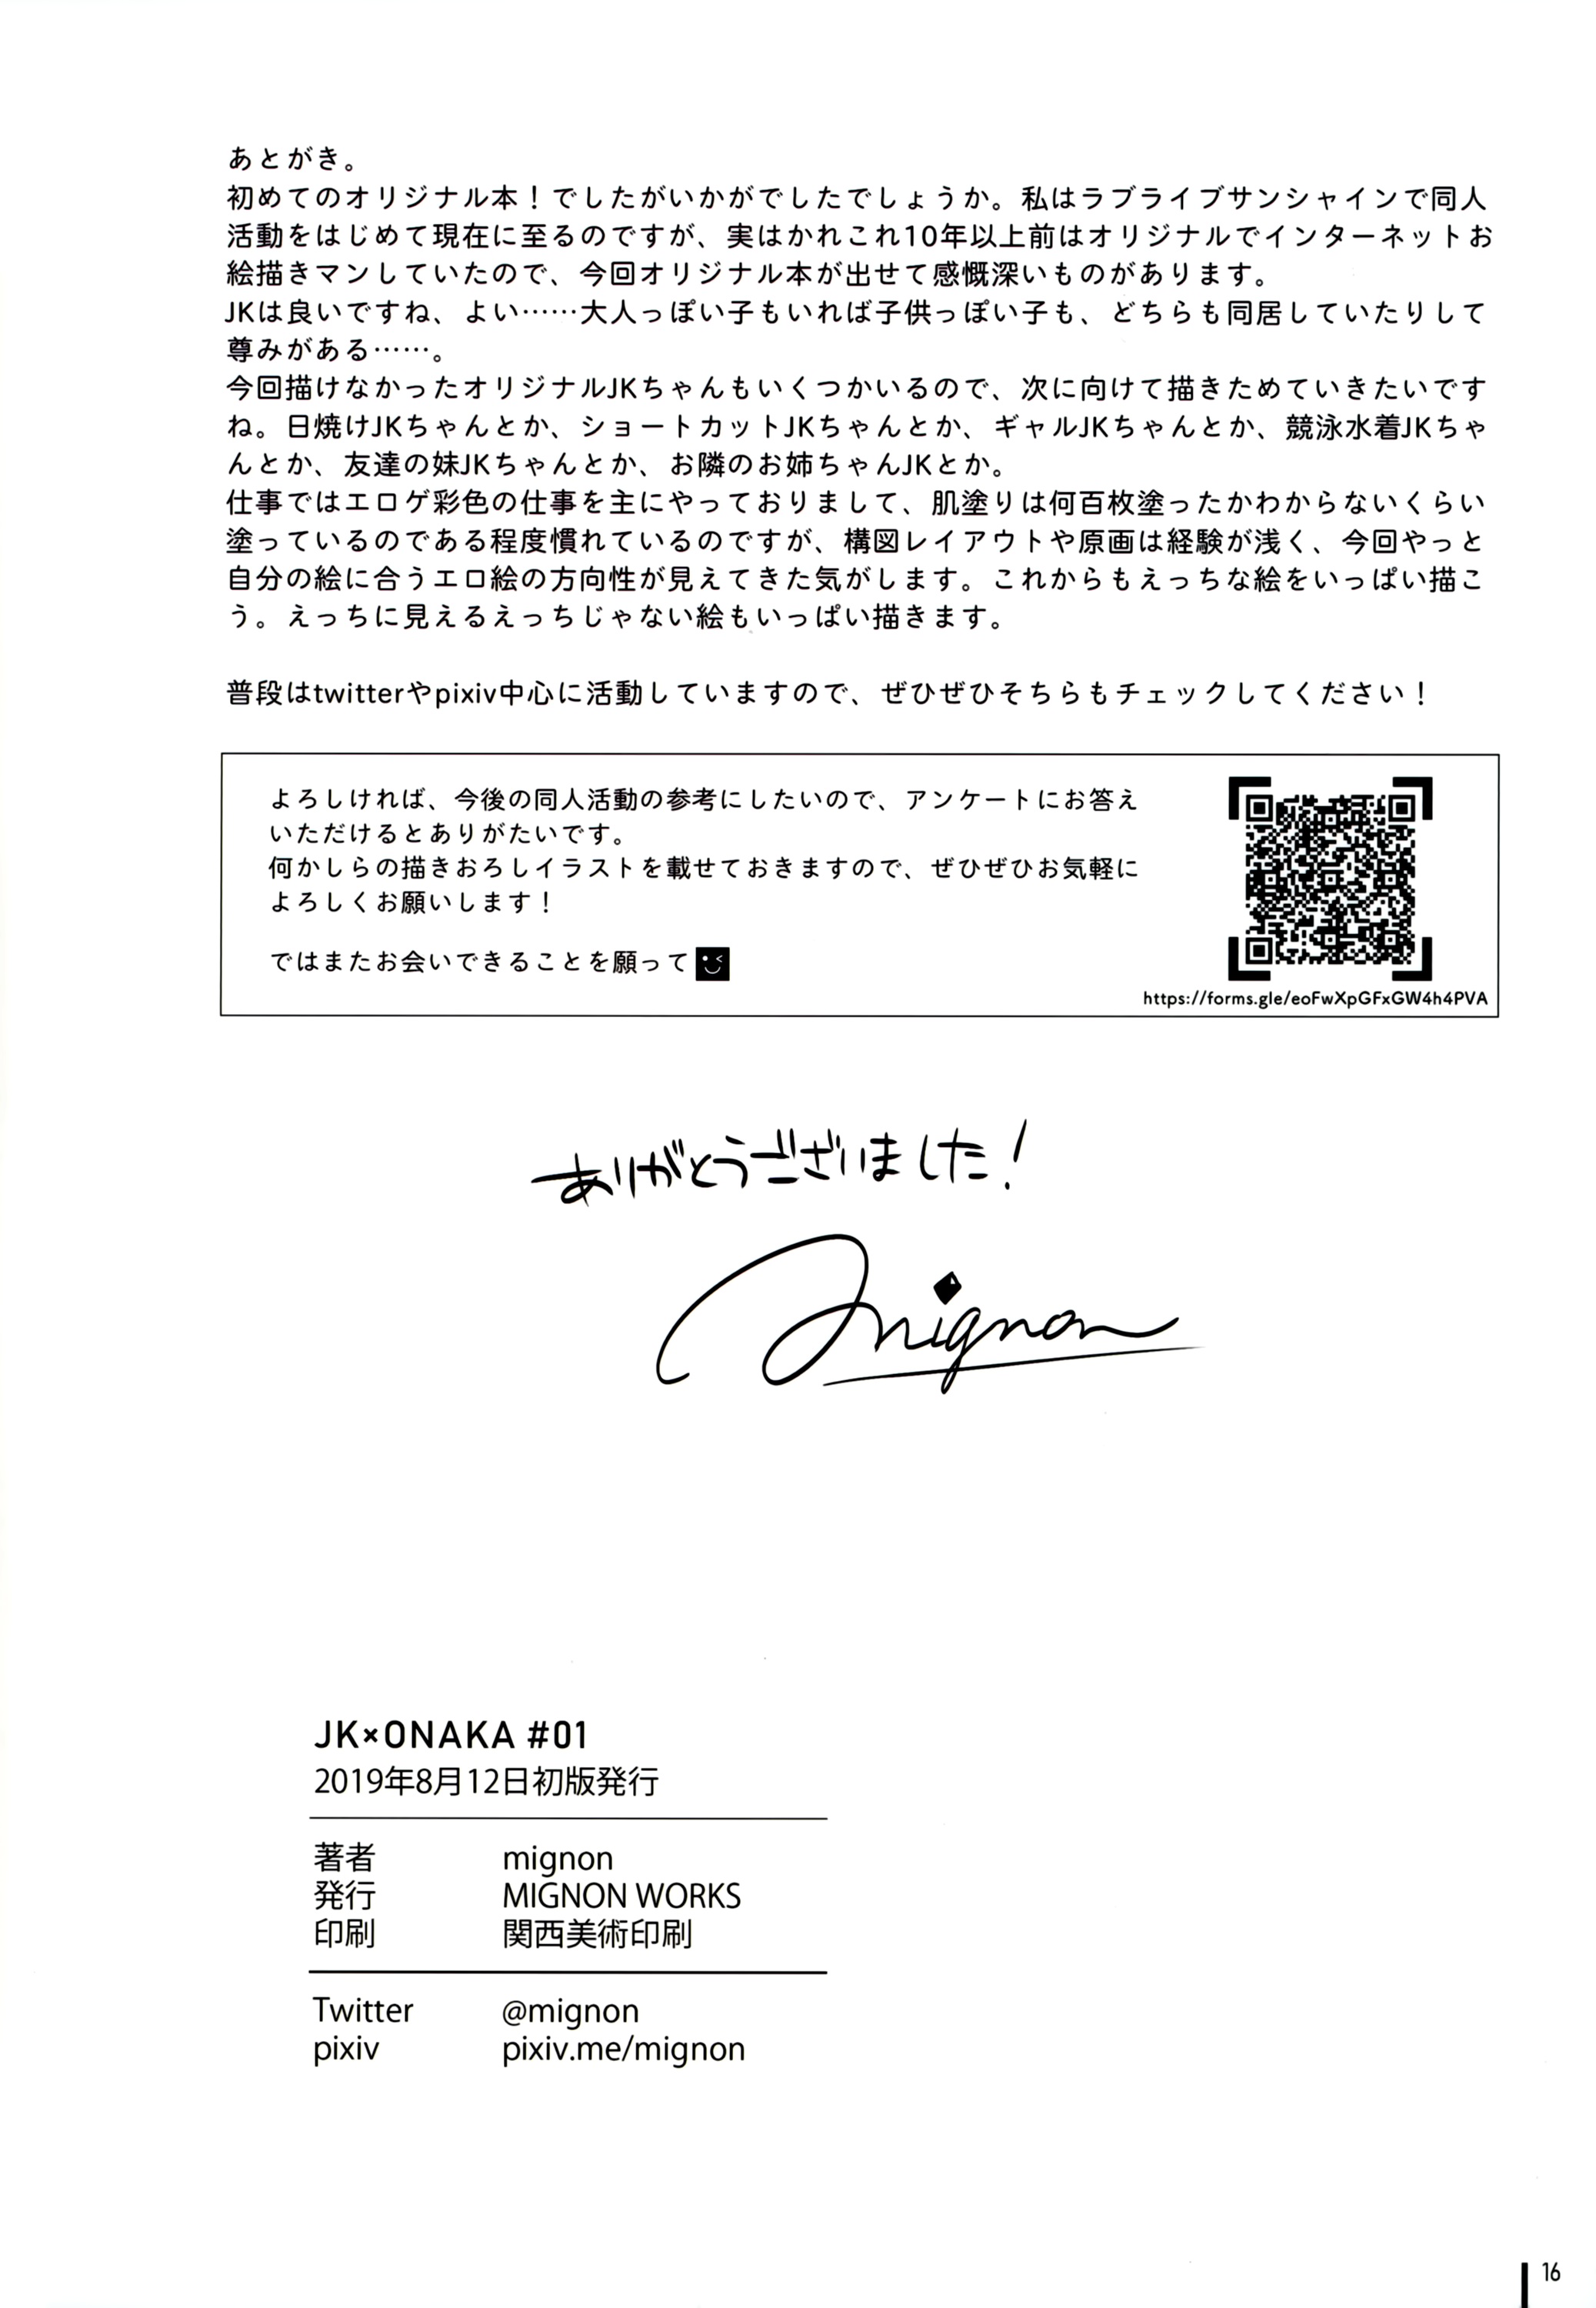 あとがき。
初めてのオリジナル本！でしたがいかがでしたでしょうか。私はラブライブサンシャインで同人
活動をはじめて現在に至るのですが、実はかれこれ10年以上前はオリジナルでインターネットお
絵描きマンしていたので、今回オリジナル本が出せて感慨深いものがあります。
JKは良いですね、よい……大人っぽい子もいれば子供っぽい子も、どちらも同居していたりして
尊みがある……。
今回描けなかったオリジナルJKちゃんもいくつかいるので、次に向けて描きためていきたいです
ね。日焼けJKちゃんとか、ショートカットJKちゃんとか、ギャルJKちゃんとか、競泳水着JKちゃ
んとか、友達の妹JKちゃんとか、お隣のお姉ちゃんJKとか。
仕事ではエロゲ彩色の仕事を主にやっておりまして、肌塗りは何百枚塗ったかわからないくらい
塗っているのである程度慣れているのですが、構図レイアウトや原画は経験が浅く、今回やっと
自分の絵に合うエロ絵の方向性が見えてきた気がします。これからもえっちな絵をいっぱい描こ
う。えっちに見えるえっちじゃない絵もいっぱい描きます。
普段はtwitterやpixiv中心に活動していますので、ぜひぜひそちらもチェックしてください！
よろしければ、今後の同人活動の参考にしたいので、アンケートにお答え
いただけるとありがたいです。
何かしらの描きおろしイラストを載せておきますので、ぜひぜひお気軽に
よろしくお願いします！
ではまたお会いできることを願って
https://forms.gle/eoFwXpGFxGW4h4PVA
ありがとうございました！
mignon
JK×ONAKA #01
2019年8月12日初版発行
著者 mignon
発行 MIGNON WORKS
印刷 関西美術印刷
Twitter @mignon
pixiv pixiv.me/mignon
16